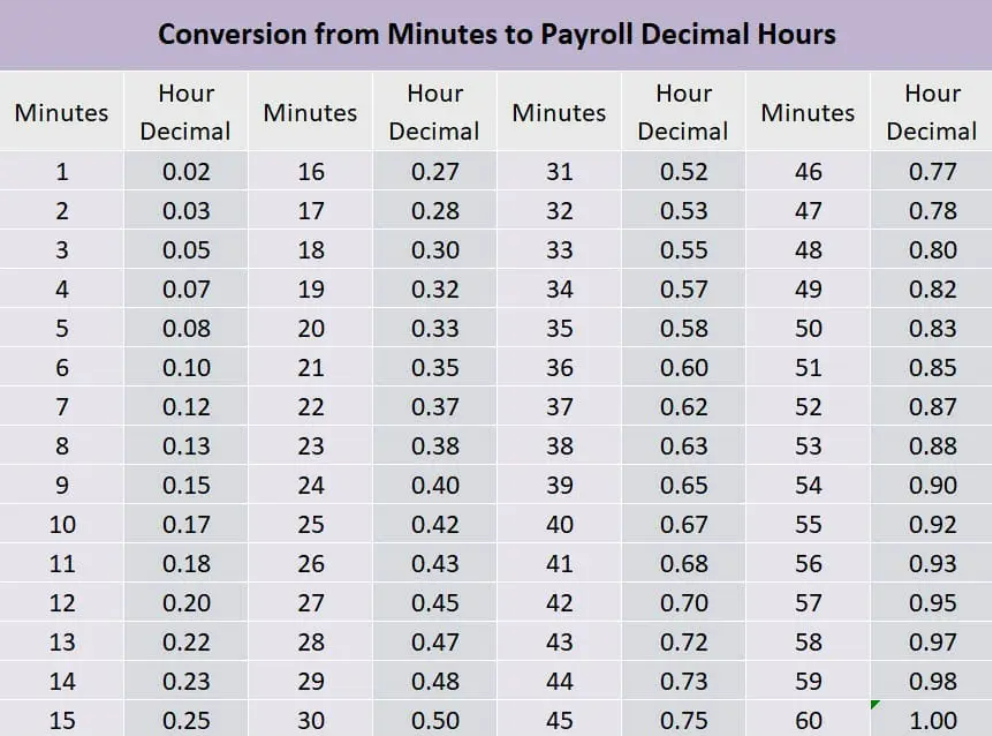 Conversion from Minutes to Payroll Decimal Hours
Minutes Hour Decimal Minutes Hour Decimal Minutes Hour Decimal Minutes Hour Decimal
1 0.02 16 0.27 31 0.52 46 0.77
2 0.03 17 0.28 32 0.53 47 0.78
3 0.05 18 0.30 33 0.55 48 0.80
4 0.07 19 0.32 34 0.57 49 0.82
5 0.08 20 0.33 35 0.58 50 0.83
6 0.10 21 0.35 36 0.60 51 0.85
7 0.12 22 0.37 37 0.62 52 0.87
8 0.13 23 0.38 38 0.63 53 0.88
9 0.15 24 0.40 39 0.65 54 0.90
10 0.17 25 0.42 40 0.67 55 0.92
11 0.18 26 0.43 41 0.68 56 0.93
12 0.20 27 0.45 42 0.70 57 0.95
13 0.22 28 0.47 43 0.72 58 0.97
14 0.23 29 0.48 44 0.73 59 0.98
15 0.25 30 0.50 45 0.75 60 1.00